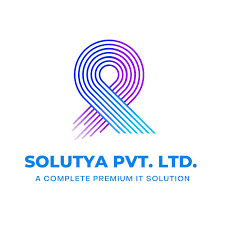 SOLUTYA PVT. LTD.
A COMPLETE PREMIUM IT SOLUTION